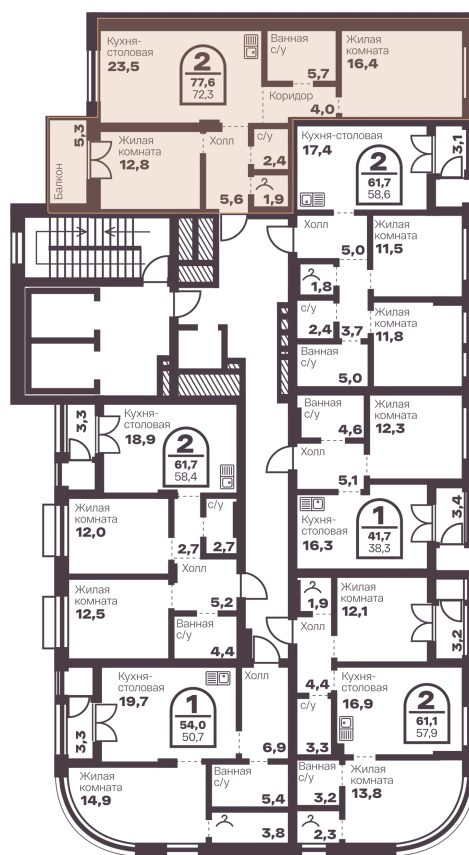 Кухня-
столовая
23,5
2
77,6
72,3
Ванная
с/у
5,7
Жилая
комната
16,4
Коридор
4,0
5,3
Балкон
Жилая
комната
12,8
Холл
5,6
с/у
2,4
1,9
Кухня-столовая
17,4
2
61,7
58,6
3,1
Холл
5,0
Жилая
комната
11,5
1,8
с/у
2,4
3,7
Жилая
комната
11,8
Ванная
с/у
5,0
Ванная
с/у
4,6
Жилая
комната
12,3
Холл
5,1
Кухня-
столовая
16,3
1
41,7
38,3
3,4
3,3
Кухня-
столовая
18,9
2
61,7
58,4
Жилая
комната
12,0
2,7
с/у
2,7
Холл
5,2
Жилая
комната
12,5
Ванная
с/у
4,4
1,9
Жилая
комната
12,1
3,2
Холл
4,4
Кухня-
столовая
16,9
2
61,1
57,9
с/у
3,3
Кухня-
столовая
19,7
1
54,0
50,7
3,3
Холл
6,9
Жилая
комната
14,9
Ванная
с/у
5,4
3,8
Ванная
с/у
3,2
Жилая
комната
13,8
2,3